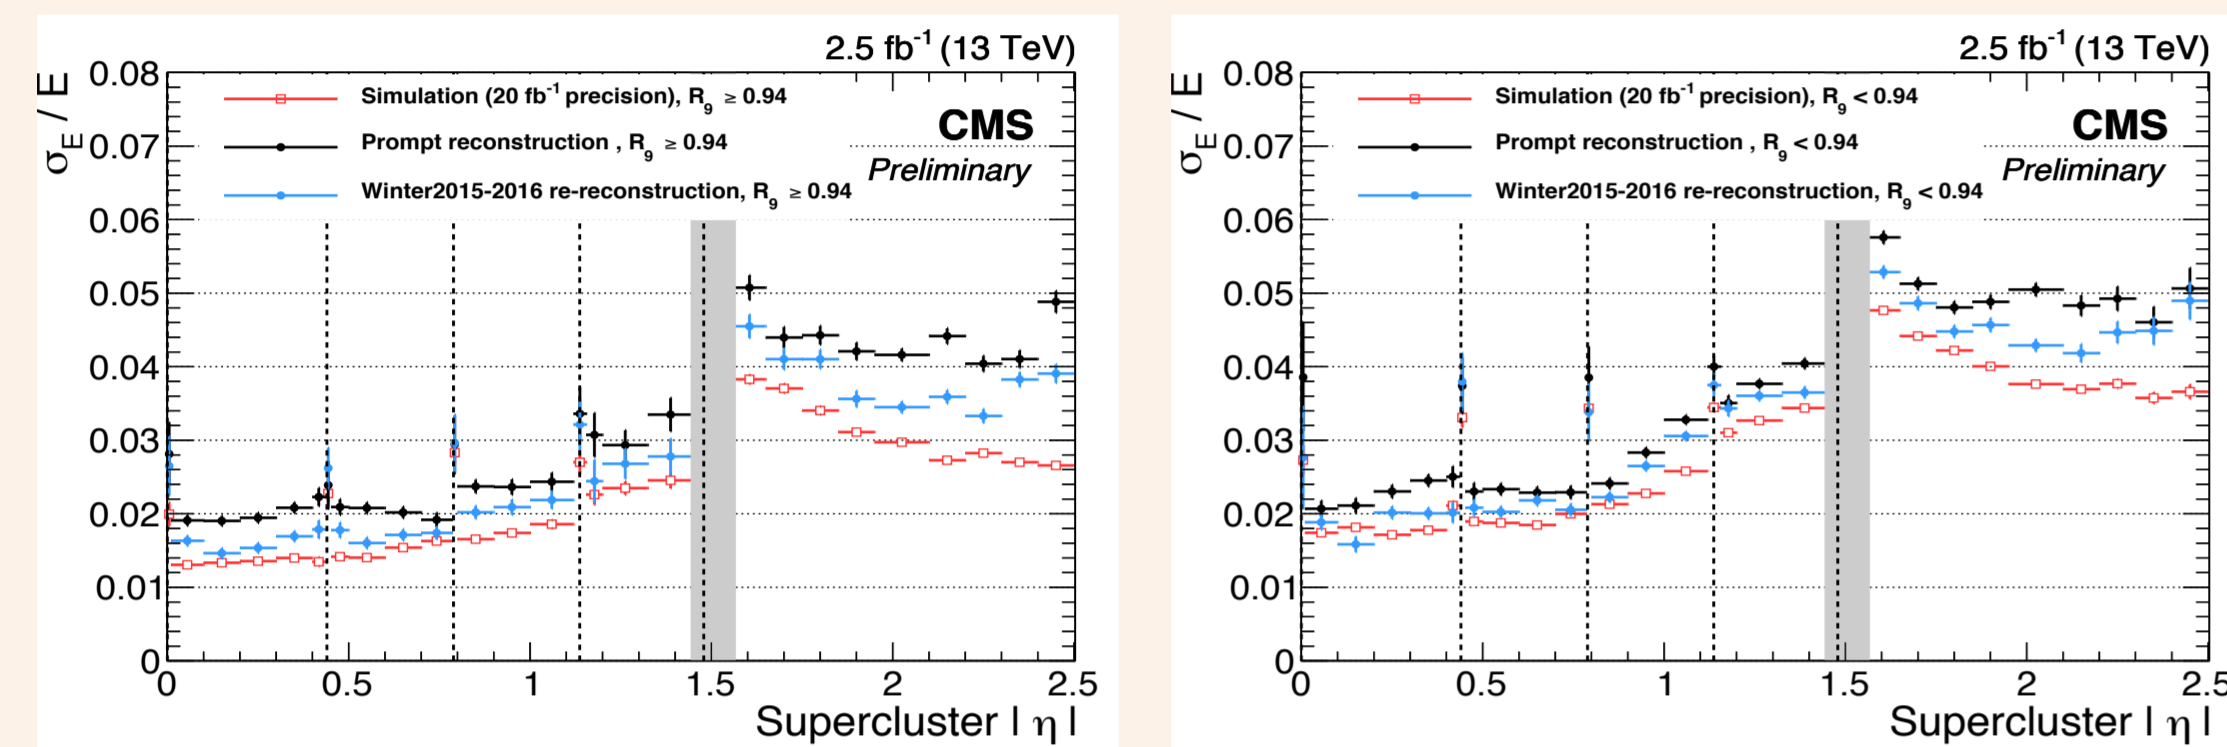 2.5 fb⁻¹ (13 TeV)
σ_E / E
0.08
0.07
0.06
0.05
0.04
0.03
0.02
0.01
0
Simulation (20 fb⁻¹ precision), R₉ ≥ 0.94
Prompt reconstruction , R₉ ≥ 0.94
Winter2015-2016 re-reconstruction, R₉ ≥ 0.94
CMS
Preliminary
0 0.5 1 1.5 2 2.5
Supercluster | η |
2.5 fb⁻¹ (13 TeV)
σ_E / E
0.08
0.07
0.06
0.05
0.04
0.03
0.02
0.01
0
Simulation (20 fb⁻¹ precision), R₉ < 0.94
Prompt reconstruction , R₉ < 0.94
Winter2015-2016 re-reconstruction, R₉ < 0.94
CMS
Preliminary
0 0.5 1 1.5 2 2.5
Supercluster | η |